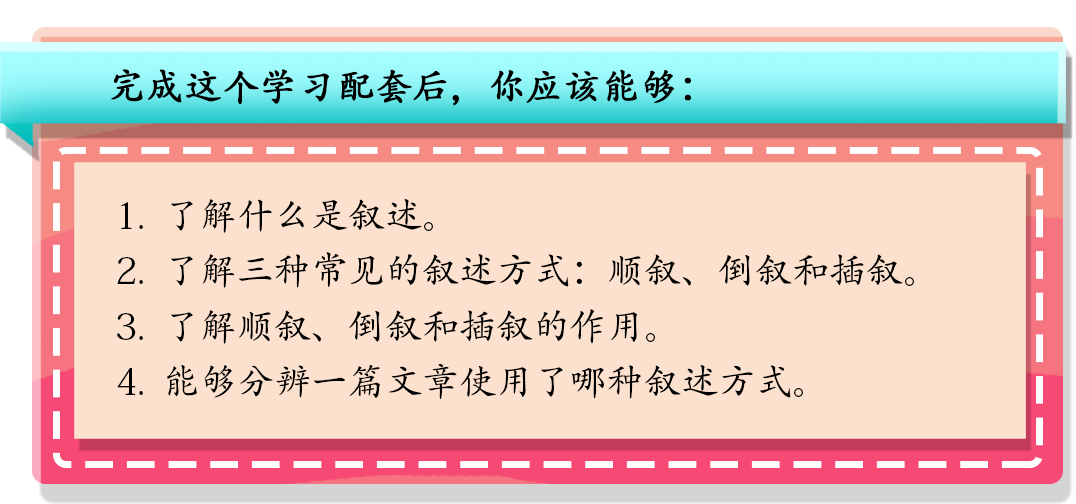 完成这个学习配套后，你应该能够：
1. 了解什么是叙述。
2. 了解三种常见的叙述方式：顺叙、倒叙和插叙。
3. 了解顺叙、倒叙和插叙的作用。
4. 能够分辨一篇文章使用了哪种叙述方式。